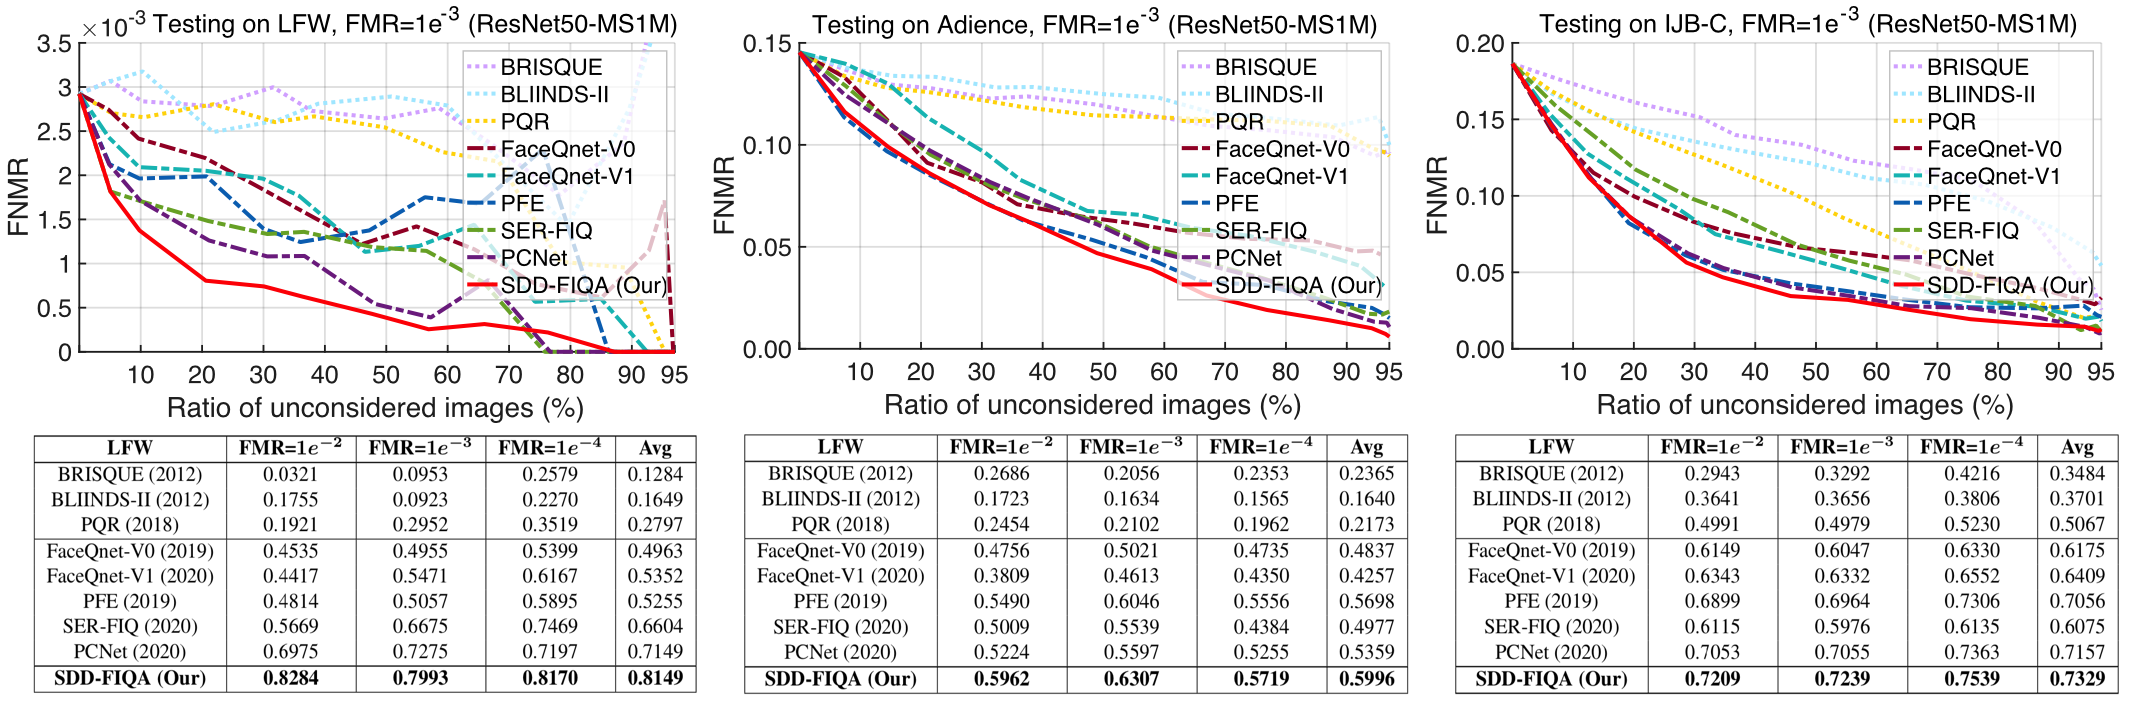 ×10⁻³ Testing on LFW, FMR=1e⁻³ (ResNet50-MS1M)
3.5
3
2.5
2
1.5
1
0.5
0
FNMR
BRISQUE
BLIINDS-II
PQR
FaceQnet-V0
FaceQnet-V1
PFE
SER-FIQ
PCNet
SDD-FIQA (Our)
10 20 30 40 50 60 70 80 90 95
Ratio of unconsidered images (%)
Testing on Adience, FMR=1e⁻³ (ResNet50-MS1M)
0.15
0.10
0.05
0.00
FNMR
BRISQUE
BLIINDS-II
PQR
FaceQnet-V0
FaceQnet-V1
PFE
SER-FIQ
PCNet
SDD-FIQA (Our)
10 20 30 40 50 60 70 80 90 95
Ratio of unconsidered images (%)
Testing on IJB-C, FMR=1e⁻³ (ResNet50-MS1M)
0.20
0.15
0.10
0.05
0.00
FNMR
BRISQUE
BLIINDS-II
PQR
FaceQnet-V0
FaceQnet-V1
PFE
SER-FIQ
PCNet
SDD-FIQA (Our)
10 20 30 40 50 60 70 80 90 95
Ratio of unconsidered images (%)
LFW FMR=1e⁻² FMR=1e⁻³ FMR=1e⁻⁴ Avg
BRISQUE (2012) 0.0321 0.0953 0.2579 0.1284
BLIINDS-II (2012) 0.1755 0.0923 0.2270 0.1649
PQR (2018) 0.1921 0.2952 0.3519 0.2797
FaceQnet-V0 (2019) 0.4535 0.4955 0.5399 0.4963
FaceQnet-V1 (2020) 0.4417 0.5471 0.6167 0.5352
PFE (2019) 0.4814 0.5057 0.5895 0.5255
SER-FIQ (2020) 0.5669 0.6675 0.7469 0.6604
PCNet (2020) 0.6975 0.7275 0.7197 0.7149
SDD-FIQA (Our) 0.8284 0.7993 0.8170 0.8149
LFW FMR=1e⁻² FMR=1e⁻³ FMR=1e⁻⁴ Avg
BRISQUE (2012) 0.2686 0.2056 0.2353 0.2365
BLIINDS-II (2012) 0.1723 0.1634 0.1565 0.1640
PQR (2018) 0.2454 0.2102 0.1962 0.2173
FaceQnet-V0 (2019) 0.4756 0.5021 0.4735 0.4837
FaceQnet-V1 (2020) 0.3809 0.4613 0.4350 0.4257
PFE (2019) 0.5490 0.6046 0.5556 0.5698
SER-FIQ (2020) 0.5009 0.5539 0.4384 0.4977
PCNet (2020) 0.5224 0.5597 0.5255 0.5359
SDD-FIQA (Our) 0.5962 0.6307 0.5719 0.5996
LFW FMR=1e⁻² FMR=1e⁻³ FMR=1e⁻⁴ Avg
BRISQUE (2012) 0.2943 0.3292 0.4216 0.3484
BLIINDS-II (2012) 0.3641 0.3656 0.3806 0.3701
PQR (2018) 0.4991 0.4979 0.5230 0.5067
FaceQnet-V0 (2019) 0.6149 0.6047 0.6330 0.6175
FaceQnet-V1 (2020) 0.6343 0.6332 0.6552 0.6409
PFE (2019) 0.6899 0.6964 0.7306 0.7056
SER-FIQ (2020) 0.6115 0.5976 0.6135 0.6075
PCNet (2020) 0.7053 0.7055 0.7363 0.7157
SDD-FIQA (Our) 0.7209 0.7239 0.7539 0.7329